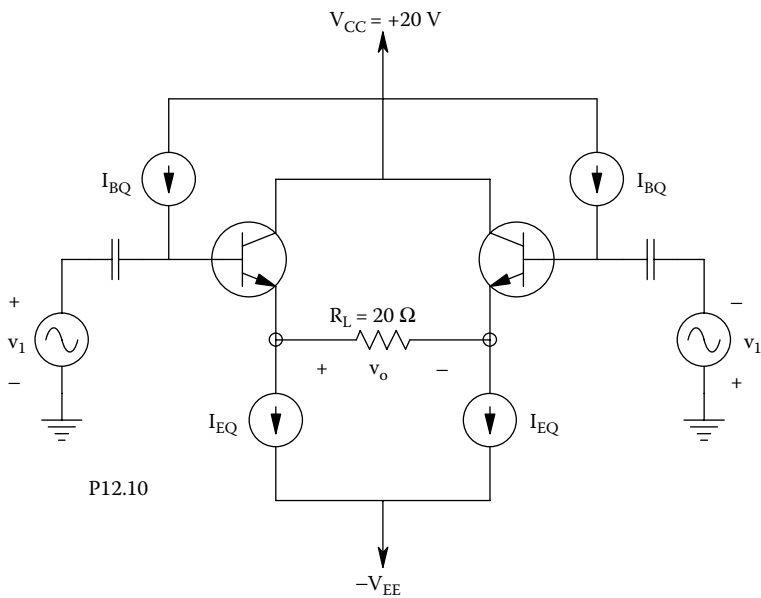 V_CC = +20 V
I_BQ
I_BQ
R_L = 20 Ω
+
v_1
−
−
v_1
+
+ v_o −
I_EQ
I_EQ
P12.10
−V_EE